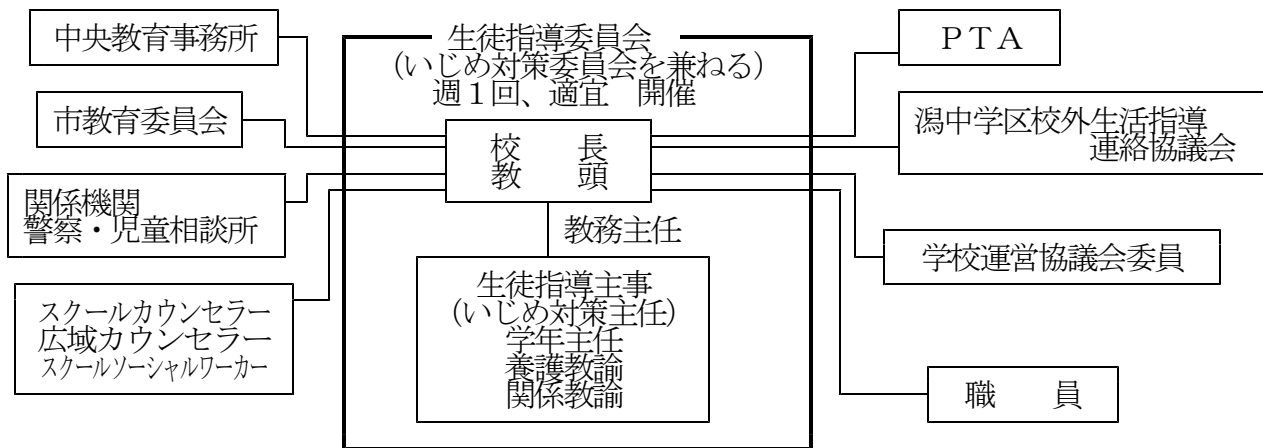 中央教育事務所
市教育委員会
関係機関
警察・児童相談所
スクールカウンセラー
広域カウンセラー
スクールソーシャルワーカー
生徒指導委員会
(いじめ対策委員会を兼ねる)
週1回、適宜　開催
校　　長
教　　頭
教務主任
生徒指導主事
(いじめ対策主任)
学年主任
養護教諭
関係教諭
ＰＴＡ
潟中学区校外生活指導
連絡協議会
学校運営協議会委員
職　　員